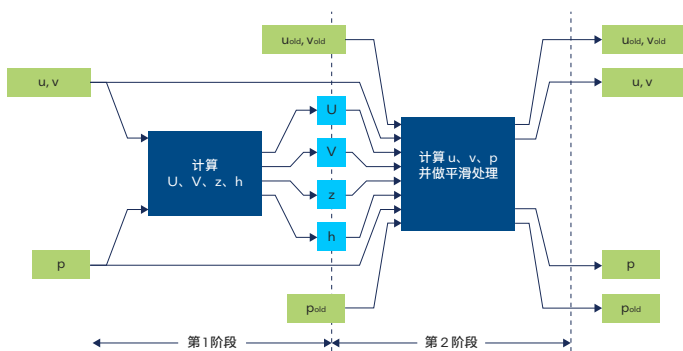 uold, vold
uold, vold
u, v
u, v
U
计算
U、V、z、h
V
计算 u、v、p
并做平滑处理
z
h
p
p
pold
pold
第1阶段
第2阶段